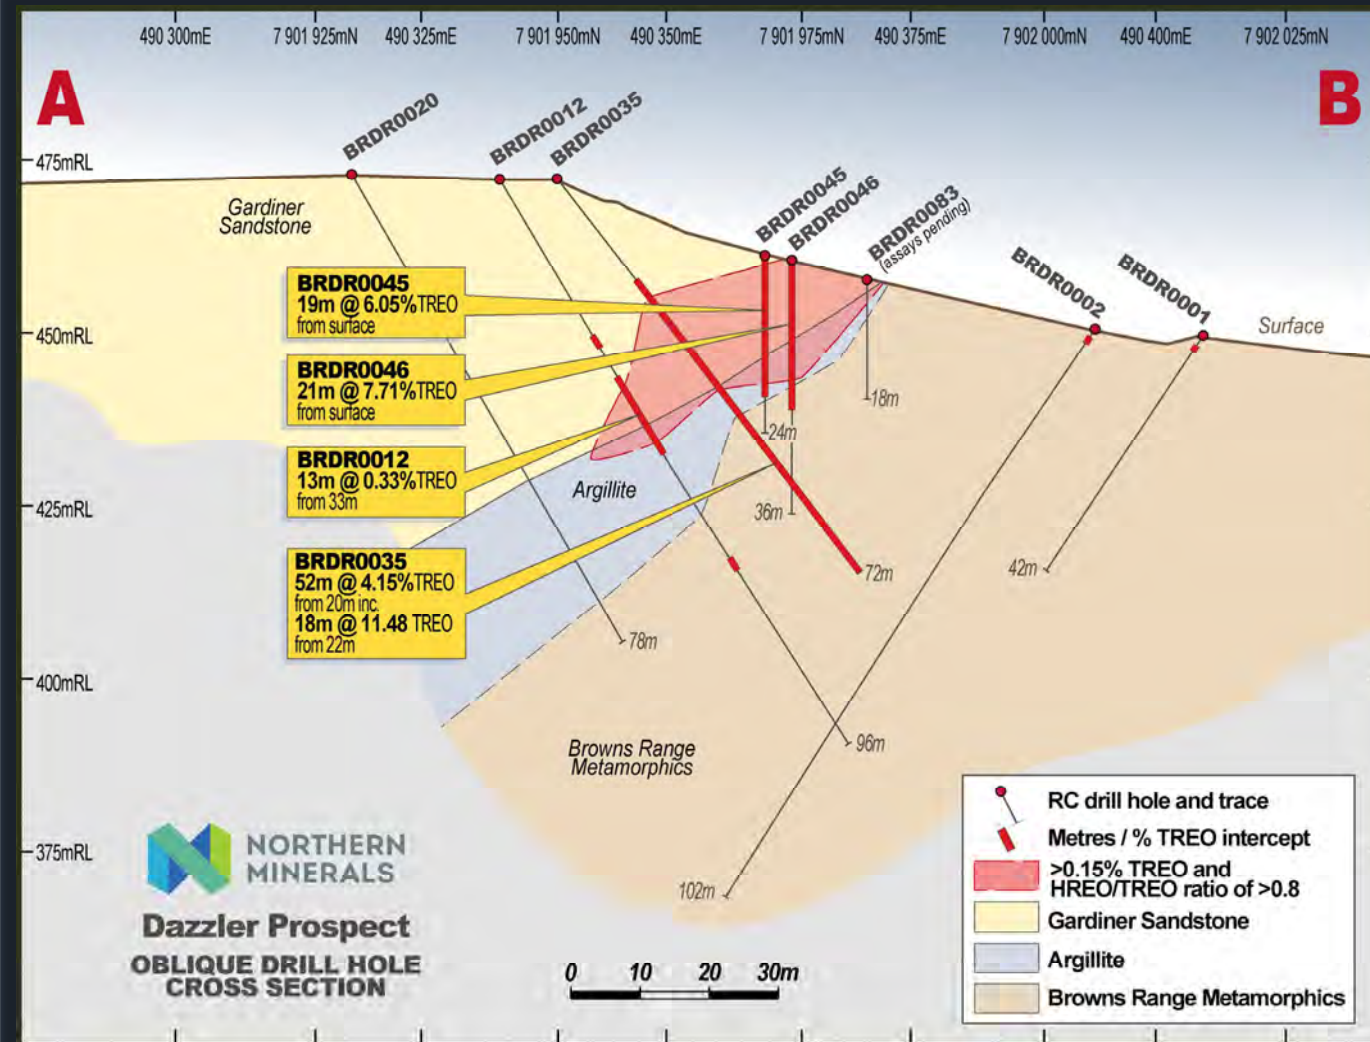 490 300mE
7 901 925mN
490 325mE
7 901 950mN
490 350mE
7 901 975mN
490 375mE
7 902 000mN
490 400mE
7 902 025mN
A
B
BRDR0020
BRDR0012
BRDR0035
BRDR0045
BRDR0046
BRDR0083
(assays pending)
BRDR0002
BRDR0001
475mRL
450mRL
425mRL
400mRL
375mRL
Gardiner
Sandstone
Surface
BRDR0045
19m @ 6.05%TREO
from surface
BRDR0046
21m @ 7.71%TREO
from surface
BRDR0012
13m @ 0.33%TREO
from 33m
BRDR0035
52m @ 4.15%TREO
from 20m inc.
18m @ 11.48 TREO
from 22m
18m
24m
36m
Argillite
72m
42m
78m
96m
102m
Browns Range
Metamorphics
NORTHERN
MINERALS
Dazzler Prospect
OBLIQUE DRILL HOLE
CROSS SECTION
0 10 20 30m
RC drill hole and trace
Metres / % TREO intercept
>0.15% TREO and
HREO/TREO ratio of >0.8
Gardiner Sandstone
Argillite
Browns Range Metamorphics